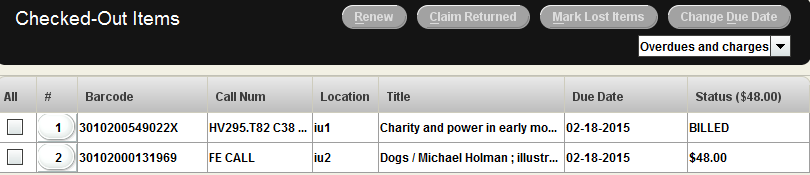 Checked-Out Items Renew Claim Returned Mark Lost Items Change Due Date
Overdues and charges
All # Barcode Call Num Location Title Due Date Status ($48.00)
1 3010200549022X HV295.T82 C38 ... iu1 Charity and power in early mo... 02-18-2015 BILLED
2 30102000131969 FE CALL iu2 Dogs / Michael Holman ; illustr... 02-18-2015 $48.00